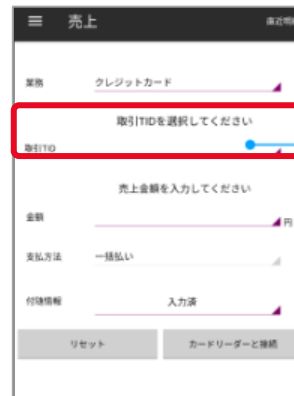 売上
業務 クレジットカード
取引TIDを選択してください
取引TID
売上金額を入力してください
金額 円
支払方法 一括払い
付随情報 入力済
リセット カードリーダーと接続